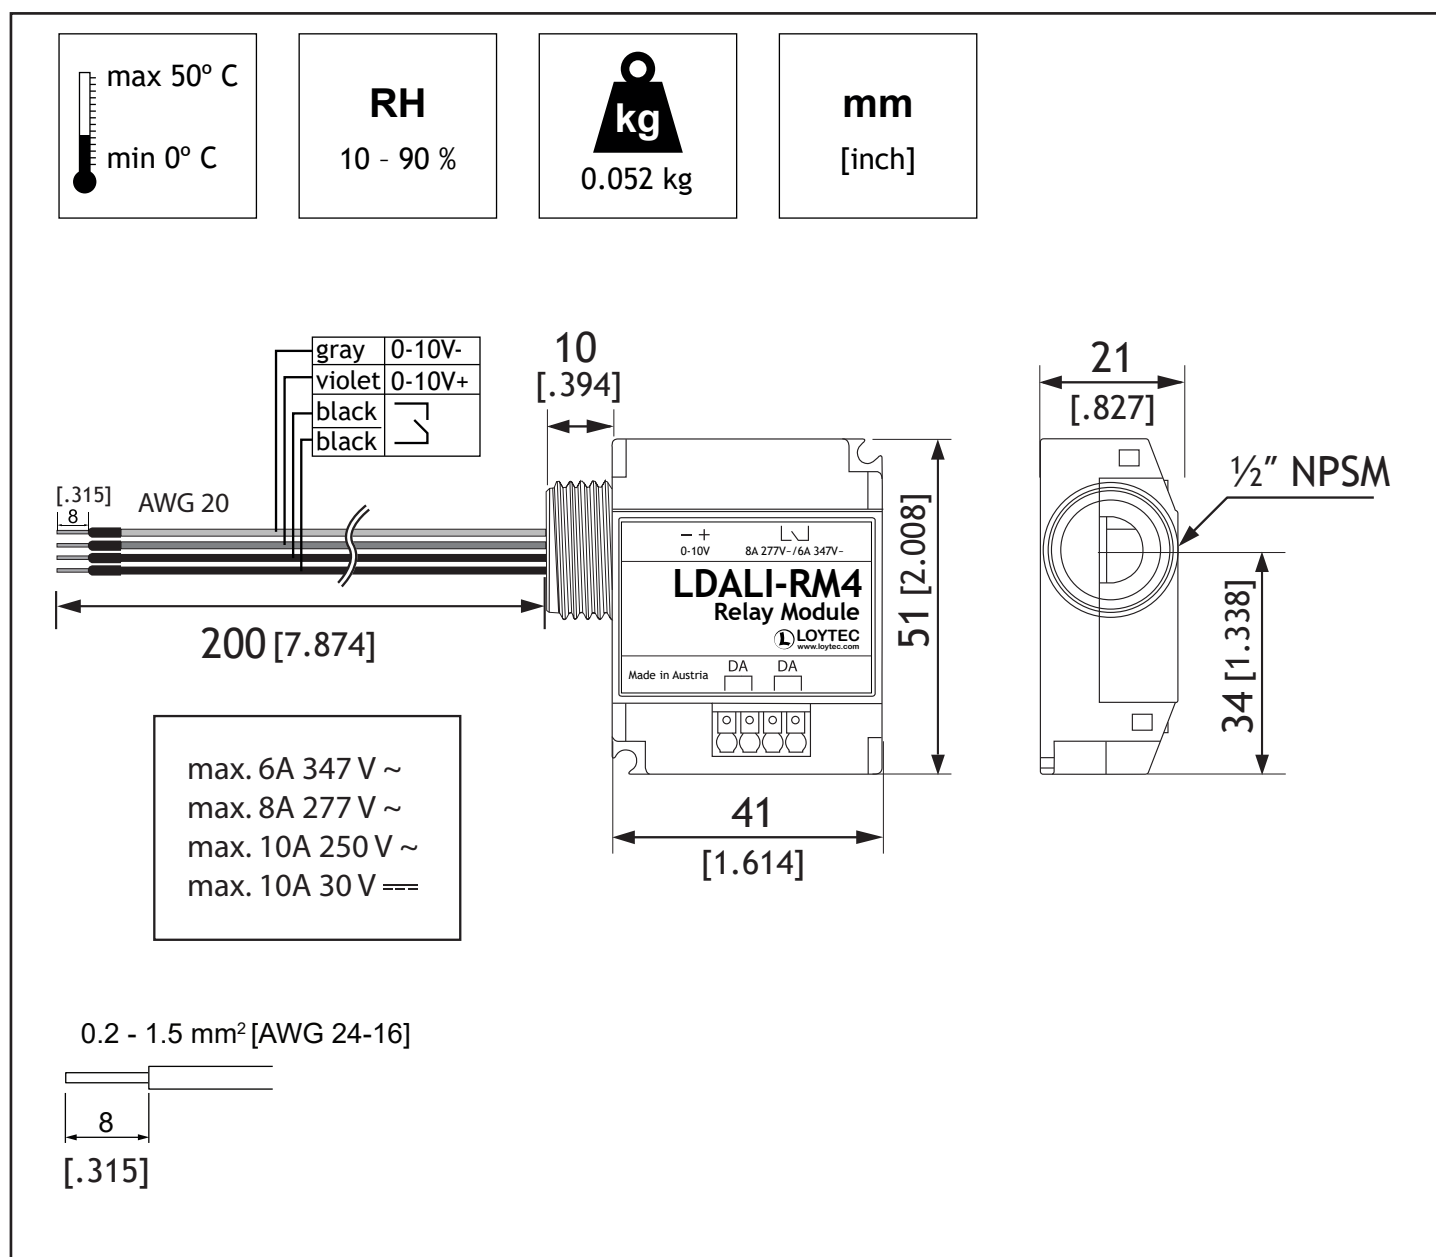 max 50º C
min 0º C
RH
10 - 90 %
kg
0.052 kg
mm
[inch]
gray 0-10V-
violet 0-10V+
black
black
10
[.394]
21
[.827]
½” NPSM
[.315]
8
AWG 20
200 [7.874]
- +
0-10V
8A 277V~/6A 347V~
LDALI-RM4
Relay Module
L LOYTEC
www.loytec.com
Made in Austria
DA DA
51 [2.008]
34 [1.338]
41
[1.614]
max. 6A 347 V ~
max. 8A 277 V ~
max. 10A 250 V ~
max. 10A 30 V ⎓
0.2 - 1.5 mm² [AWG 24-16]
8
[.315]